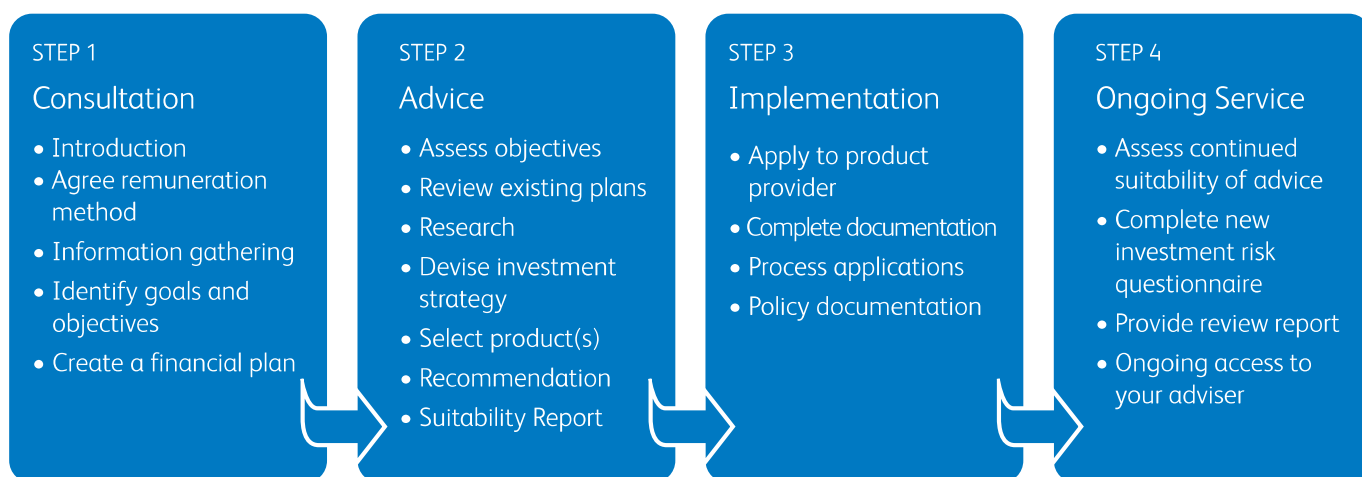 STEP 1
Consultation
• Introduction
• Agree remuneration
method
• Information gathering
• Identify goals and
objectives
• Create a financial plan
STEP 2
Advice
• Assess objectives
• Review existing plans
• Research
• Devise investment
strategy
• Select product(s)
• Recommendation
• Suitability Report
STEP 3
Implementation
• Apply to product
provider
• Complete documentation
• Process applications
• Policy documentation
STEP 4
Ongoing Service
• Assess continued
suitability of advice
• Complete new
investment risk
questionnaire
• Provide review report
• Ongoing access to
your adviser